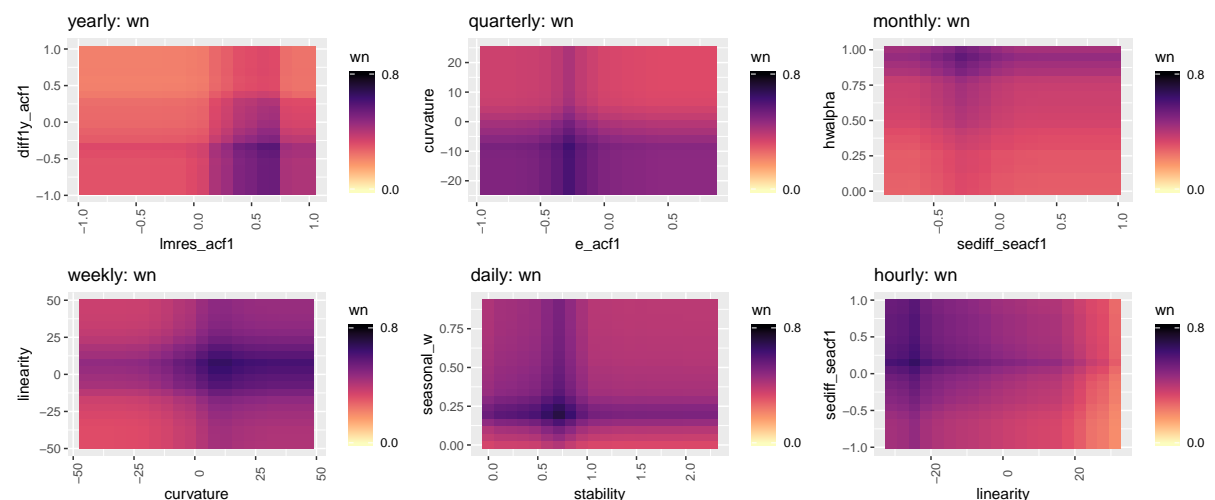 yearly: wn
1.0
0.5
0.0
−0.5
−1.0
diff1y_acf1
−1.0
−0.5
0.0
0.5
1.0
lmres_acf1
wn
0.8
0.0
quarterly: wn
20
10
0
−10
−20
curvature
−1.0
−0.5
0.0
0.5
e_acf1
wn
0.8
0.0
monthly: wn
1.00
0.75
0.50
0.25
0.00
hwalpha
−0.5
0.0
0.5
1.0
sediff_seacf1
wn
0.8
0.0
weekly: wn
50
25
0
−25
−50
linearity
−50
−25
0
25
50
curvature
wn
0.8
0.0
daily: wn
0.75
0.50
0.25
0.00
seasonal_w
0.0
0.5
1.0
1.5
2.0
stability
wn
0.8
0.0
hourly: wn
1.0
0.5
0.0
−0.5
−1.0
sediff_seacf1
−20
0
20
linearity
wn
0.8
0.0